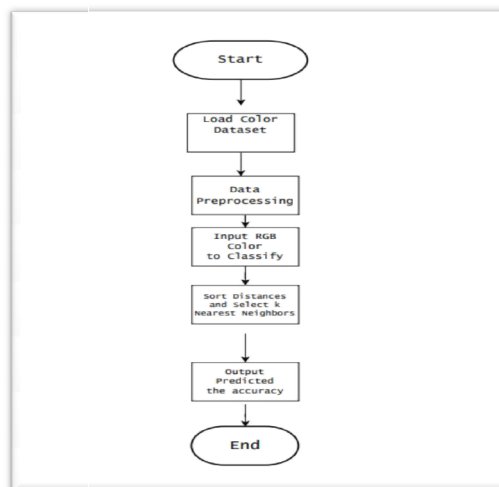 Start
Load Color
Dataset
Data
Preprocessing
Input RGB
Color
to Classify
Sort Distances
and Select k
Nearest Neighbors
Output
Predicted
the accuracy
End